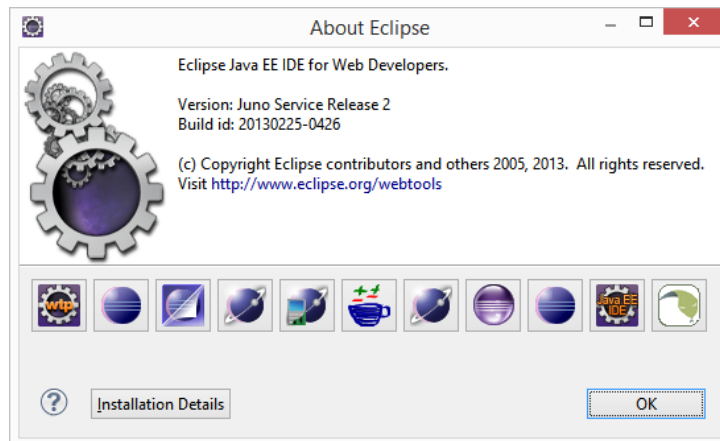 About Eclipse
Eclipse Java EE IDE for Web Developers.
Version: Juno Service Release 2
Build id: 20130225-0426
(c) Copyright Eclipse contributors and others 2005, 2013.  All rights reserved.
Visit http://www.eclipse.org/webtools
wtp
Java EE
IDE
?
Installation Details
OK